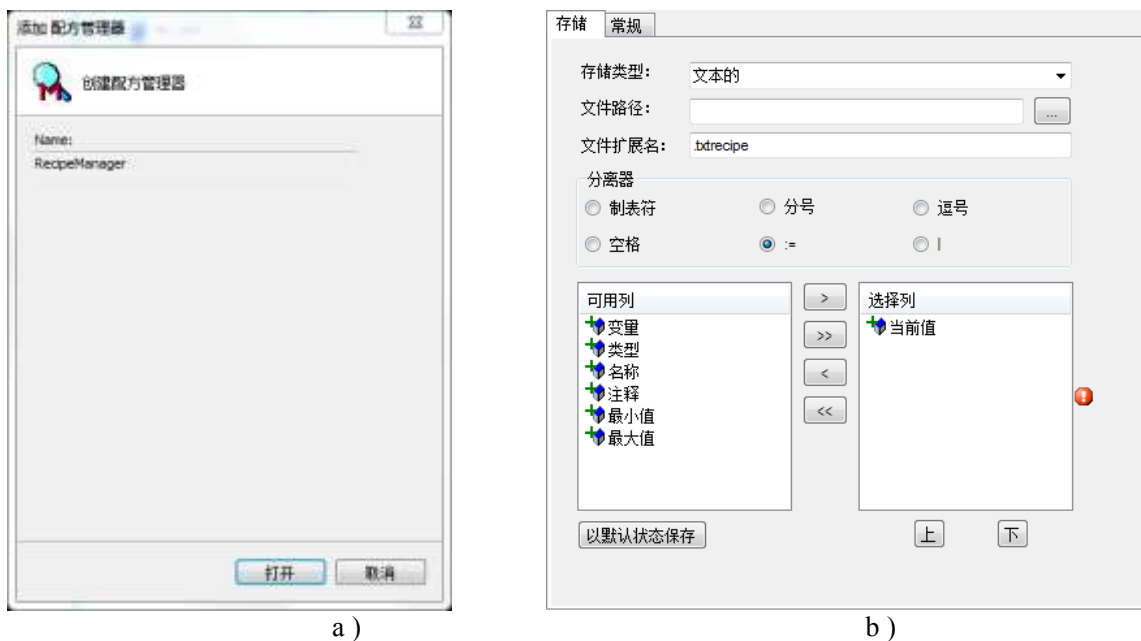 添加 配方管理器
创建配方管理器
Name:
RecipeManager
打开 取消
a )
存储 常规
存储类型： 文本的
文件路径： ...
文件扩展名： .txtrecipe
分离器
制表符 分号 逗号
空格 := |
可用列
变量
类型
名称
注释
最小值
最大值
>
>>
<
<<
选择列
当前值
以默认状态保存 上 下
b )